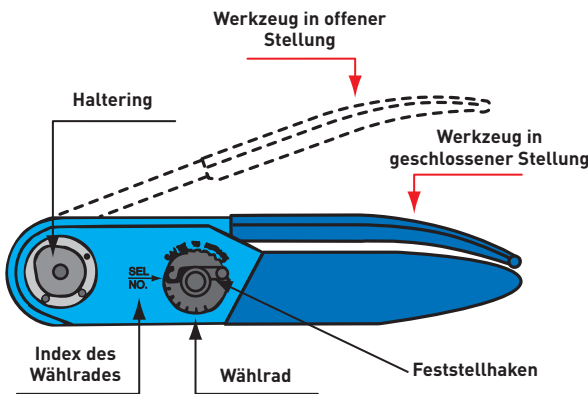 Werkzeug in offener
Stellung
Haltering
Werkzeug in
geschlossener Stellung
SEL
NO.
Index des
Wählrades
Wählrad
Feststellhaken